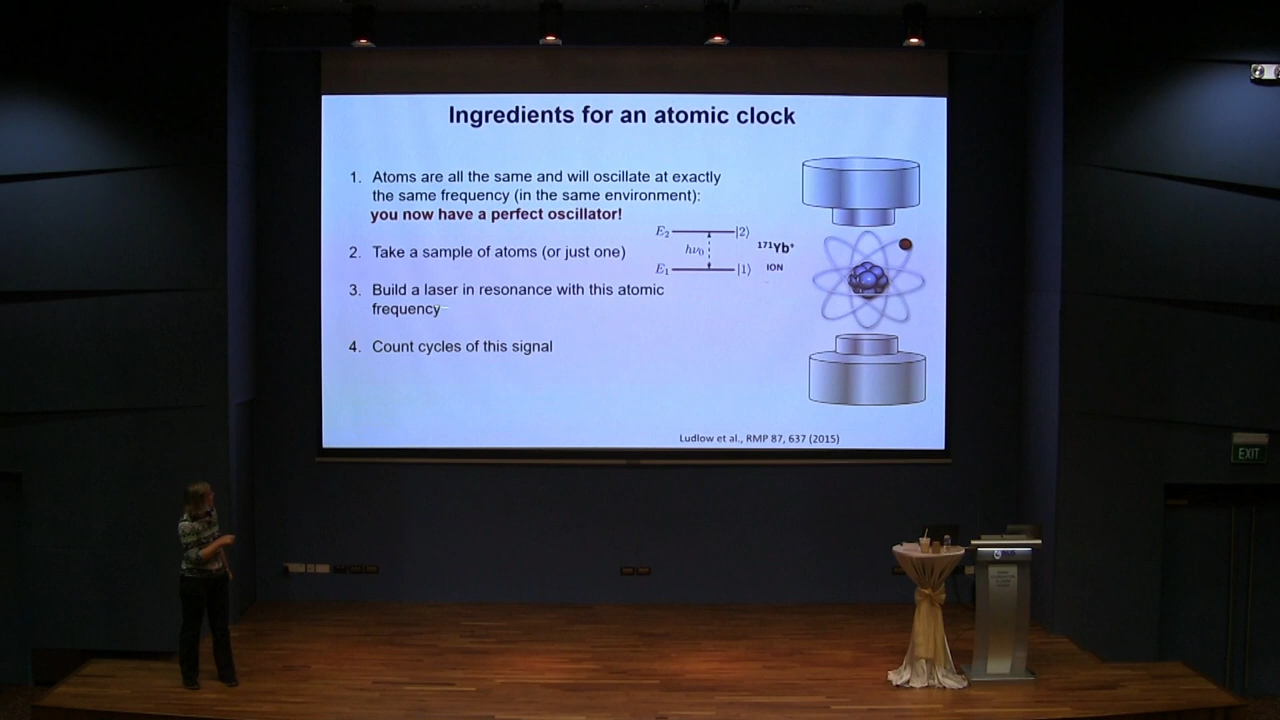 Ingredients for an atomic clock
1. Atoms are all the same and will oscillate at exactly
the same frequency (in the same environment):
you now have a perfect oscillator!
2. Take a sample of atoms (or just one)
3. Build a laser in resonance with this atomic
frequency
4. Count cycles of this signal
E₂ |2⟩
hν₀
E₁ |1⟩
¹⁷¹Yb⁺
ION
Ludlow et al., RMP 87, 637 (2015)
EXIT